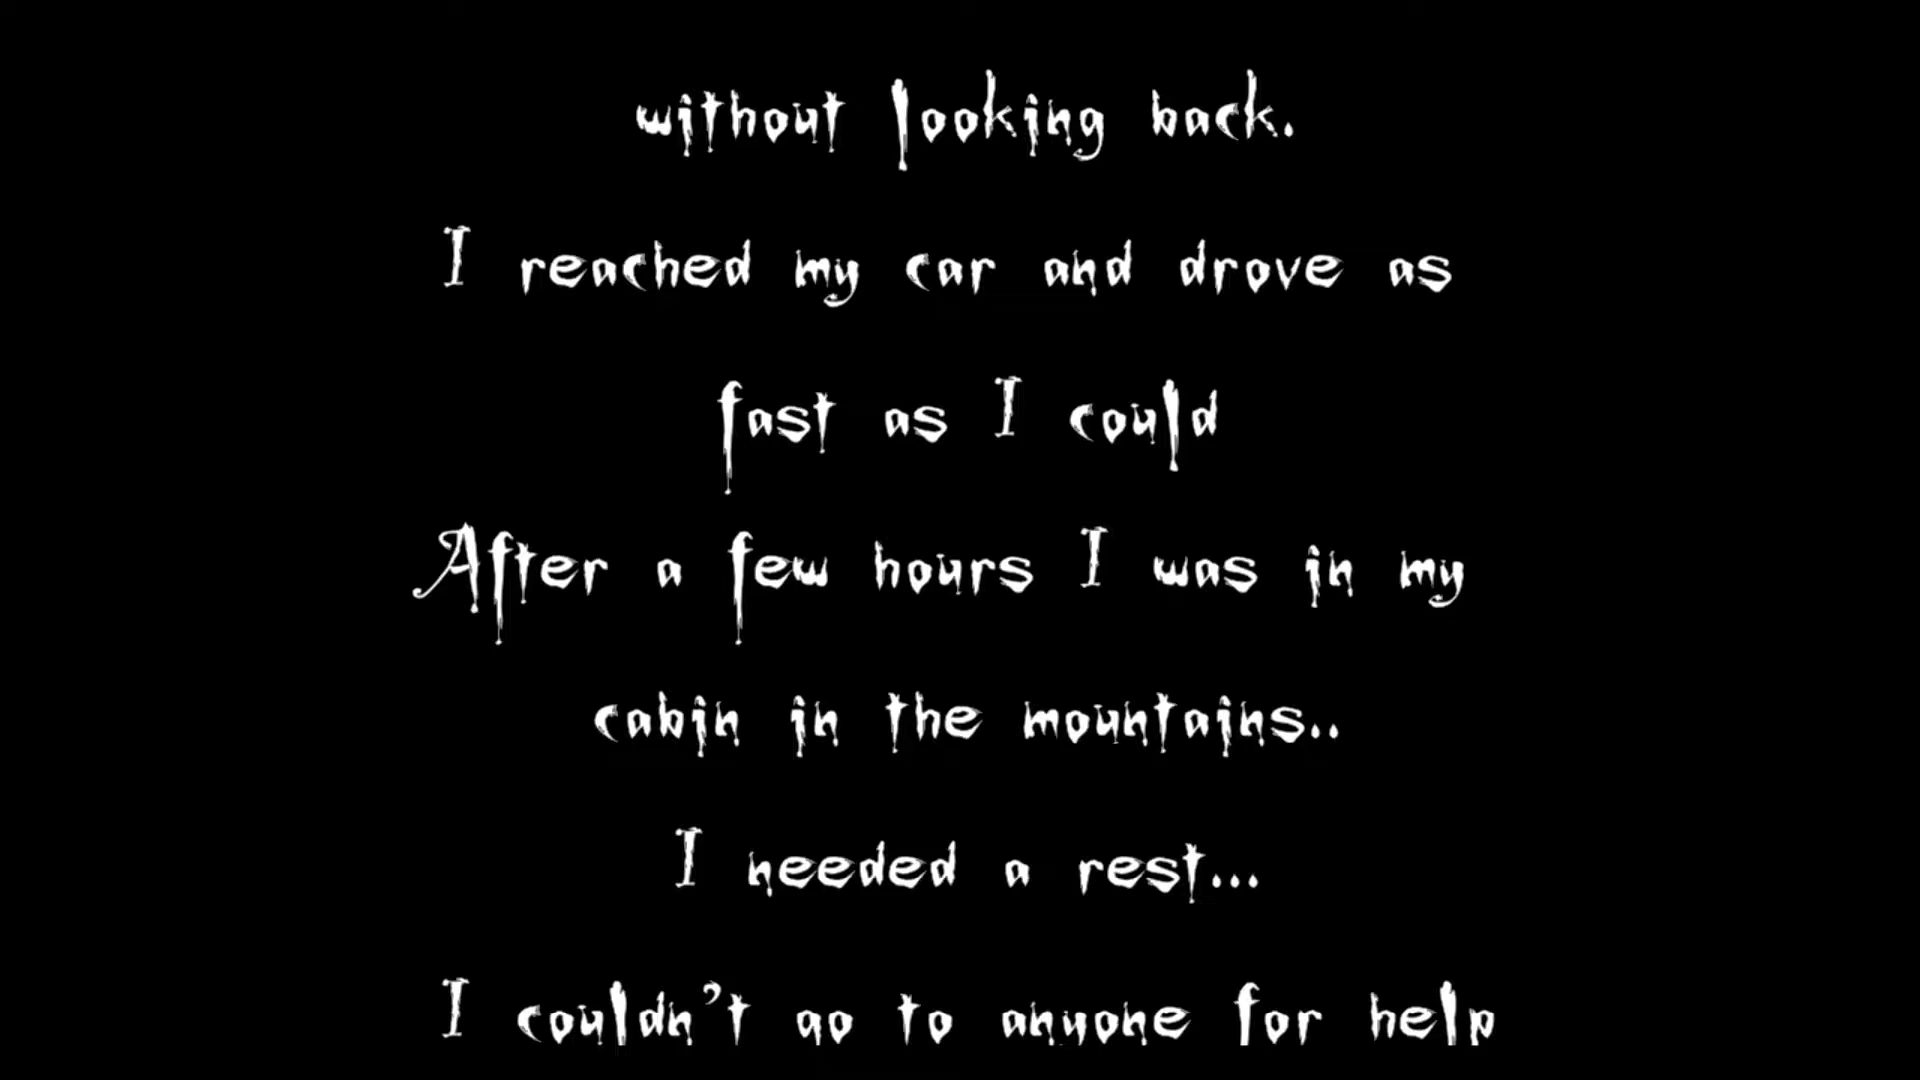 without looking back.
I reached my car and drove as
fast as I could
After a few hours I was in my
cabin in the mountains..
I needed a rest...
I couldn't go to anyone for help